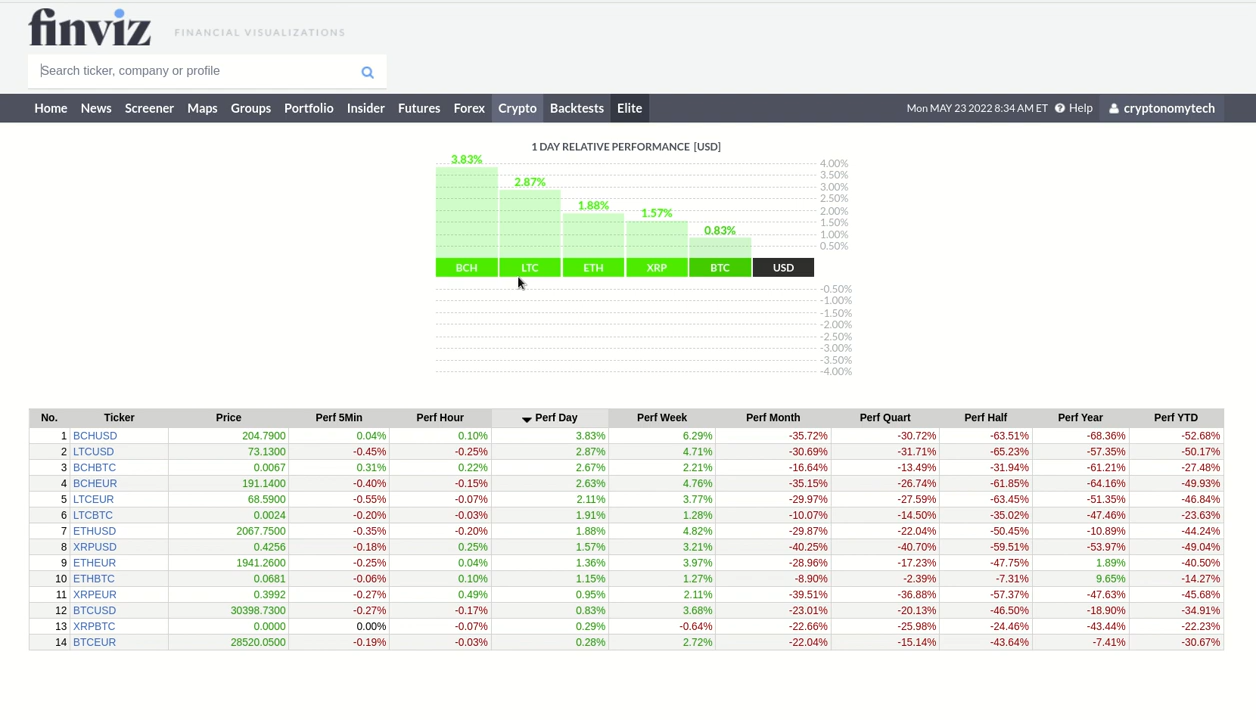 finviz FINANCIAL VISUALIZATIONS
Search ticker, company or profile
Home News Screener Maps Groups Portfolio Insider Futures Forex Crypto Backtests Elite Mon MAY 23 2022 8:34 AM ET Help cryptonomytech
1 DAY RELATIVE PERFORMANCE [USD]
3.83% 2.87% 1.88% 1.57% 0.83%
4.00%
3.50%
3.00%
2.50%
2.00%
1.50%
1.00%
0.50%
BCH LTC ETH XRP BTC USD
-0.50%
-1.00%
-1.50%
-2.00%
-2.50%
-3.00%
-3.50%
-4.00%
No. Ticker Price Perf 5Min Perf Hour Perf Day Perf Week Perf Month Perf Quart Perf Half Perf Year Perf YTD
1 BCHUSD 204.7900 0.04% 0.10% 3.83% 6.29% -35.72% -30.72% -63.51% -68.36% -52.68%
2 LTCUSD 73.1300 -0.45% -0.25% 2.87% 4.71% -30.69% -31.71% -65.23% -57.35% -50.17%
3 BCHBTC 0.0067 0.31% 0.22% 2.67% 2.21% -16.64% -13.49% -31.94% -61.21% -27.48%
4 BCHEUR 191.1400 -0.40% -0.15% 2.63% 4.76% -35.15% -26.74% -61.85% -64.16% -49.93%
5 LTCEUR 68.5900 -0.55% -0.07% 2.11% 3.77% -29.97% -27.59% -63.45% -51.35% -46.84%
6 LTCBTC 0.0024 -0.20% -0.03% 1.91% 1.28% -10.07% -14.50% -35.02% -47.46% -23.63%
7 ETHUSD 2067.7500 -0.35% -0.20% 1.88% 4.82% -29.87% -22.04% -50.45% -10.89% -44.24%
8 XRPUSD 0.4256 -0.18% 0.25% 1.57% 3.21% -40.25% -40.70% -59.51% -53.97% -49.04%
9 ETHEUR 1941.2600 -0.25% 0.04% 1.36% 3.97% -28.96% -17.23% -47.75% 1.89% -40.50%
10 ETHBTC 0.0681 -0.06% 0.10% 1.15% 1.27% -8.90% -2.39% -7.31% 9.65% -14.27%
11 XRPEUR 0.3992 -0.27% 0.49% 0.95% 2.11% -39.51% -36.88% -57.37% -47.63% -45.68%
12 BTCUSD 30398.7300 -0.27% -0.17% 0.83% 3.68% -23.01% -20.13% -46.50% -18.90% -34.91%
13 XRPBTC 0.0000 0.00% -0.07% 0.29% -0.64% -22.66% -25.98% -24.46% -43.44% -22.23%
14 BTCEUR 28520.0500 -0.19% -0.03% 0.28% 2.72% -22.04% -15.14% -43.64% -7.41% -30.67%